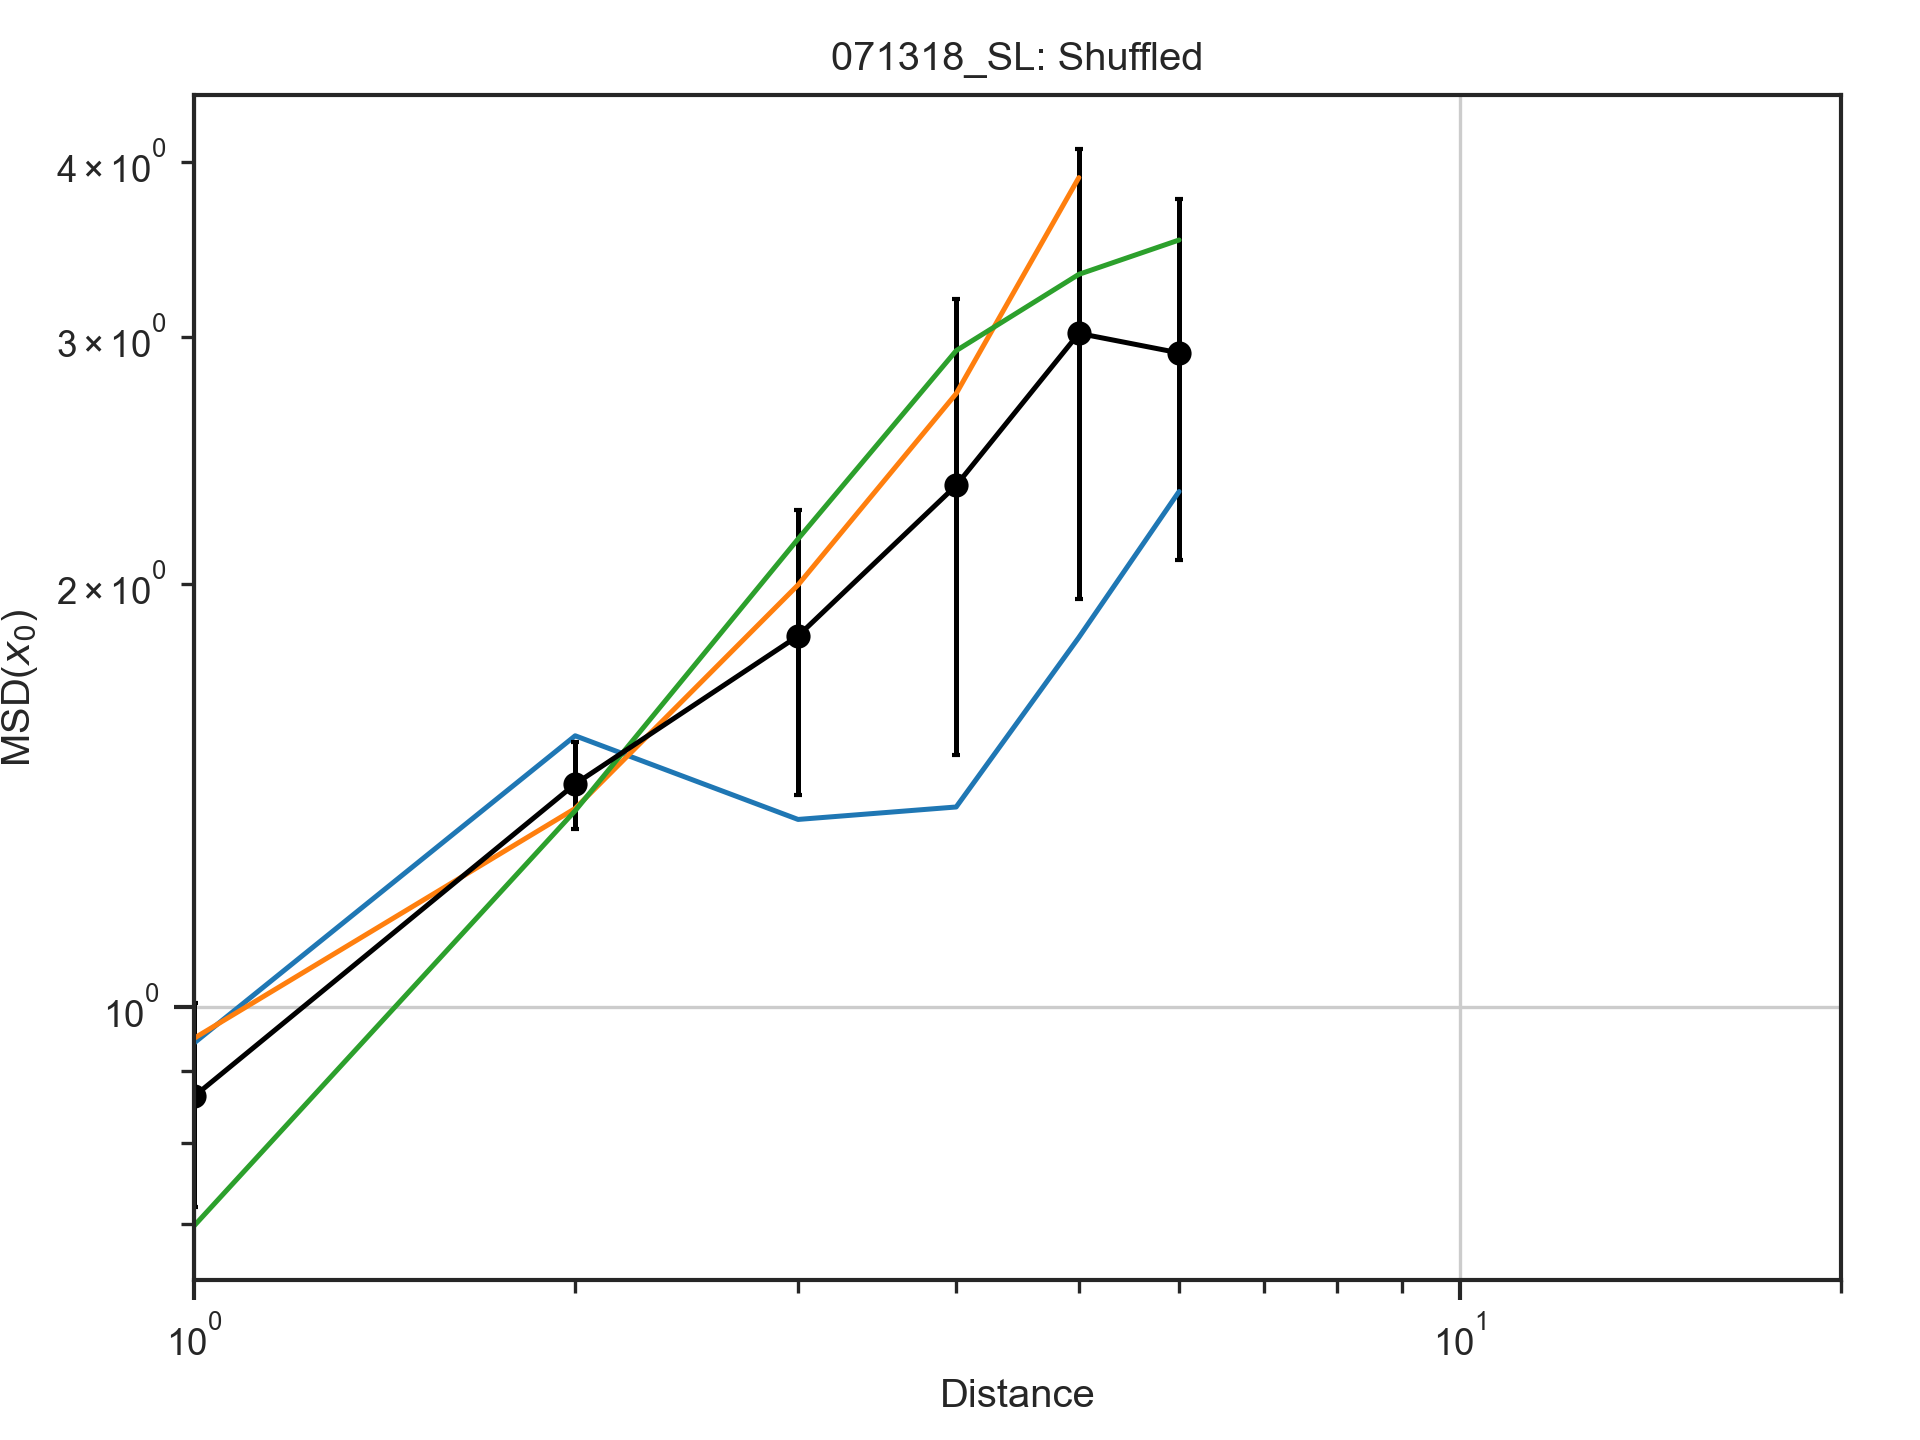 071318_SL: Shuffled
4 × 10⁰
3 × 10⁰
2 × 10⁰
10⁰
MSD(x₀)
10⁰ 10¹
Distance